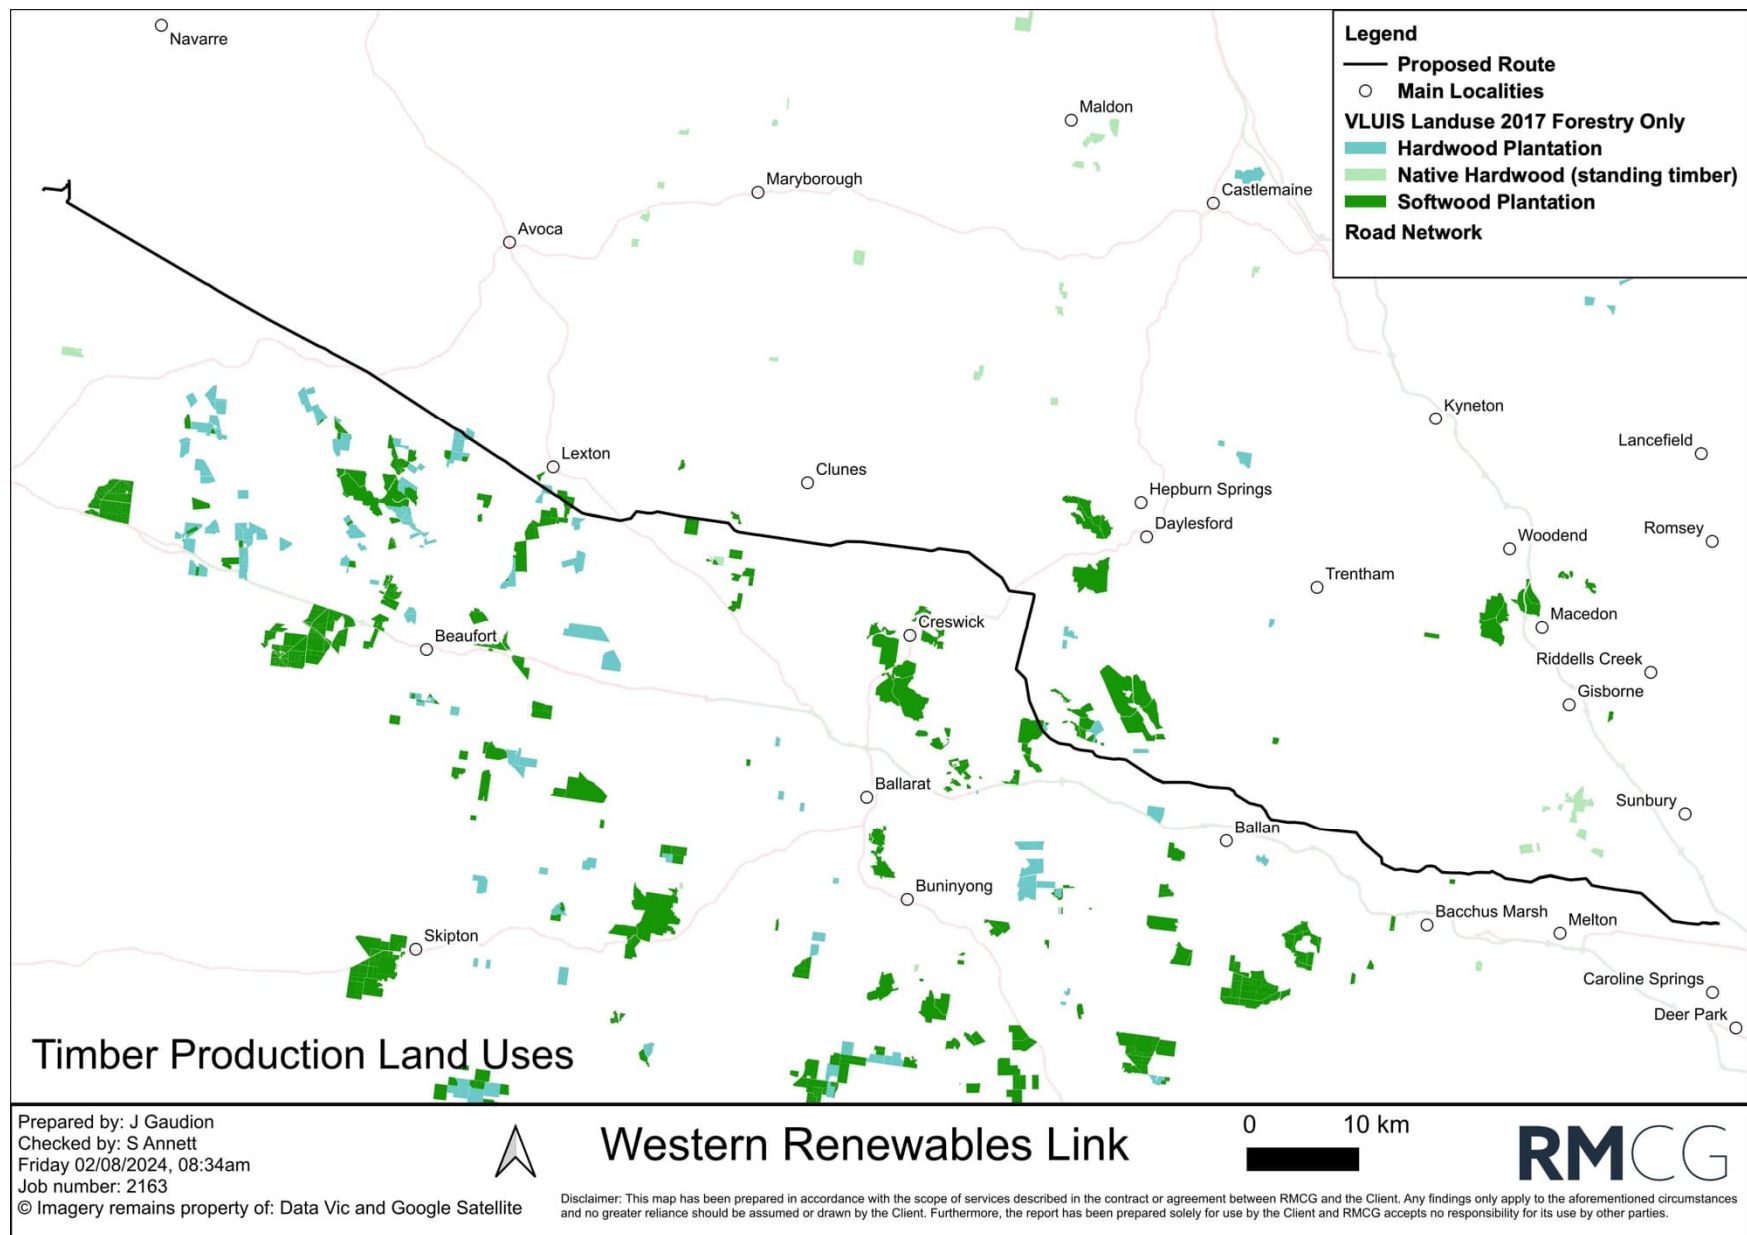 Navarre
Legend
Proposed Route
Main Localities
VLUIS Landuse 2017 Forestry Only
Hardwood Plantation
Native Hardwood (standing timber)
Softwood Plantation
Road Network
Maldon
Maryborough
Castlemaine
Avoca
Kyneton
Lancefield
Lexton
Clunes
Hepburn Springs
Daylesford
Woodend
Romsey
Trentham
Macedon
Creswick
Beaufort
Riddells Creek
Gisborne
Ballarat
Sunbury
Ballan
Buninyong
Bacchus Marsh
Melton
Skipton
Caroline Springs
Deer Park
Timber Production Land Uses
Prepared by: J Gaudion
Checked by: S Annett
Friday 02/08/2024, 08:34am
Job number: 2163
© Imagery remains property of: Data Vic and Google Satellite
Western Renewables Link
0 10 km
RMCG
Disclaimer: This map has been prepared in accordance with the scope of services described in the contract or agreement between RMCG and the Client. Any findings only apply to the aforementioned circumstances
and no greater reliance should be assumed or drawn by the Client. Furthermore, the report has been prepared solely for use by the Client and RMCG accepts no responsibility for its use by other parties.